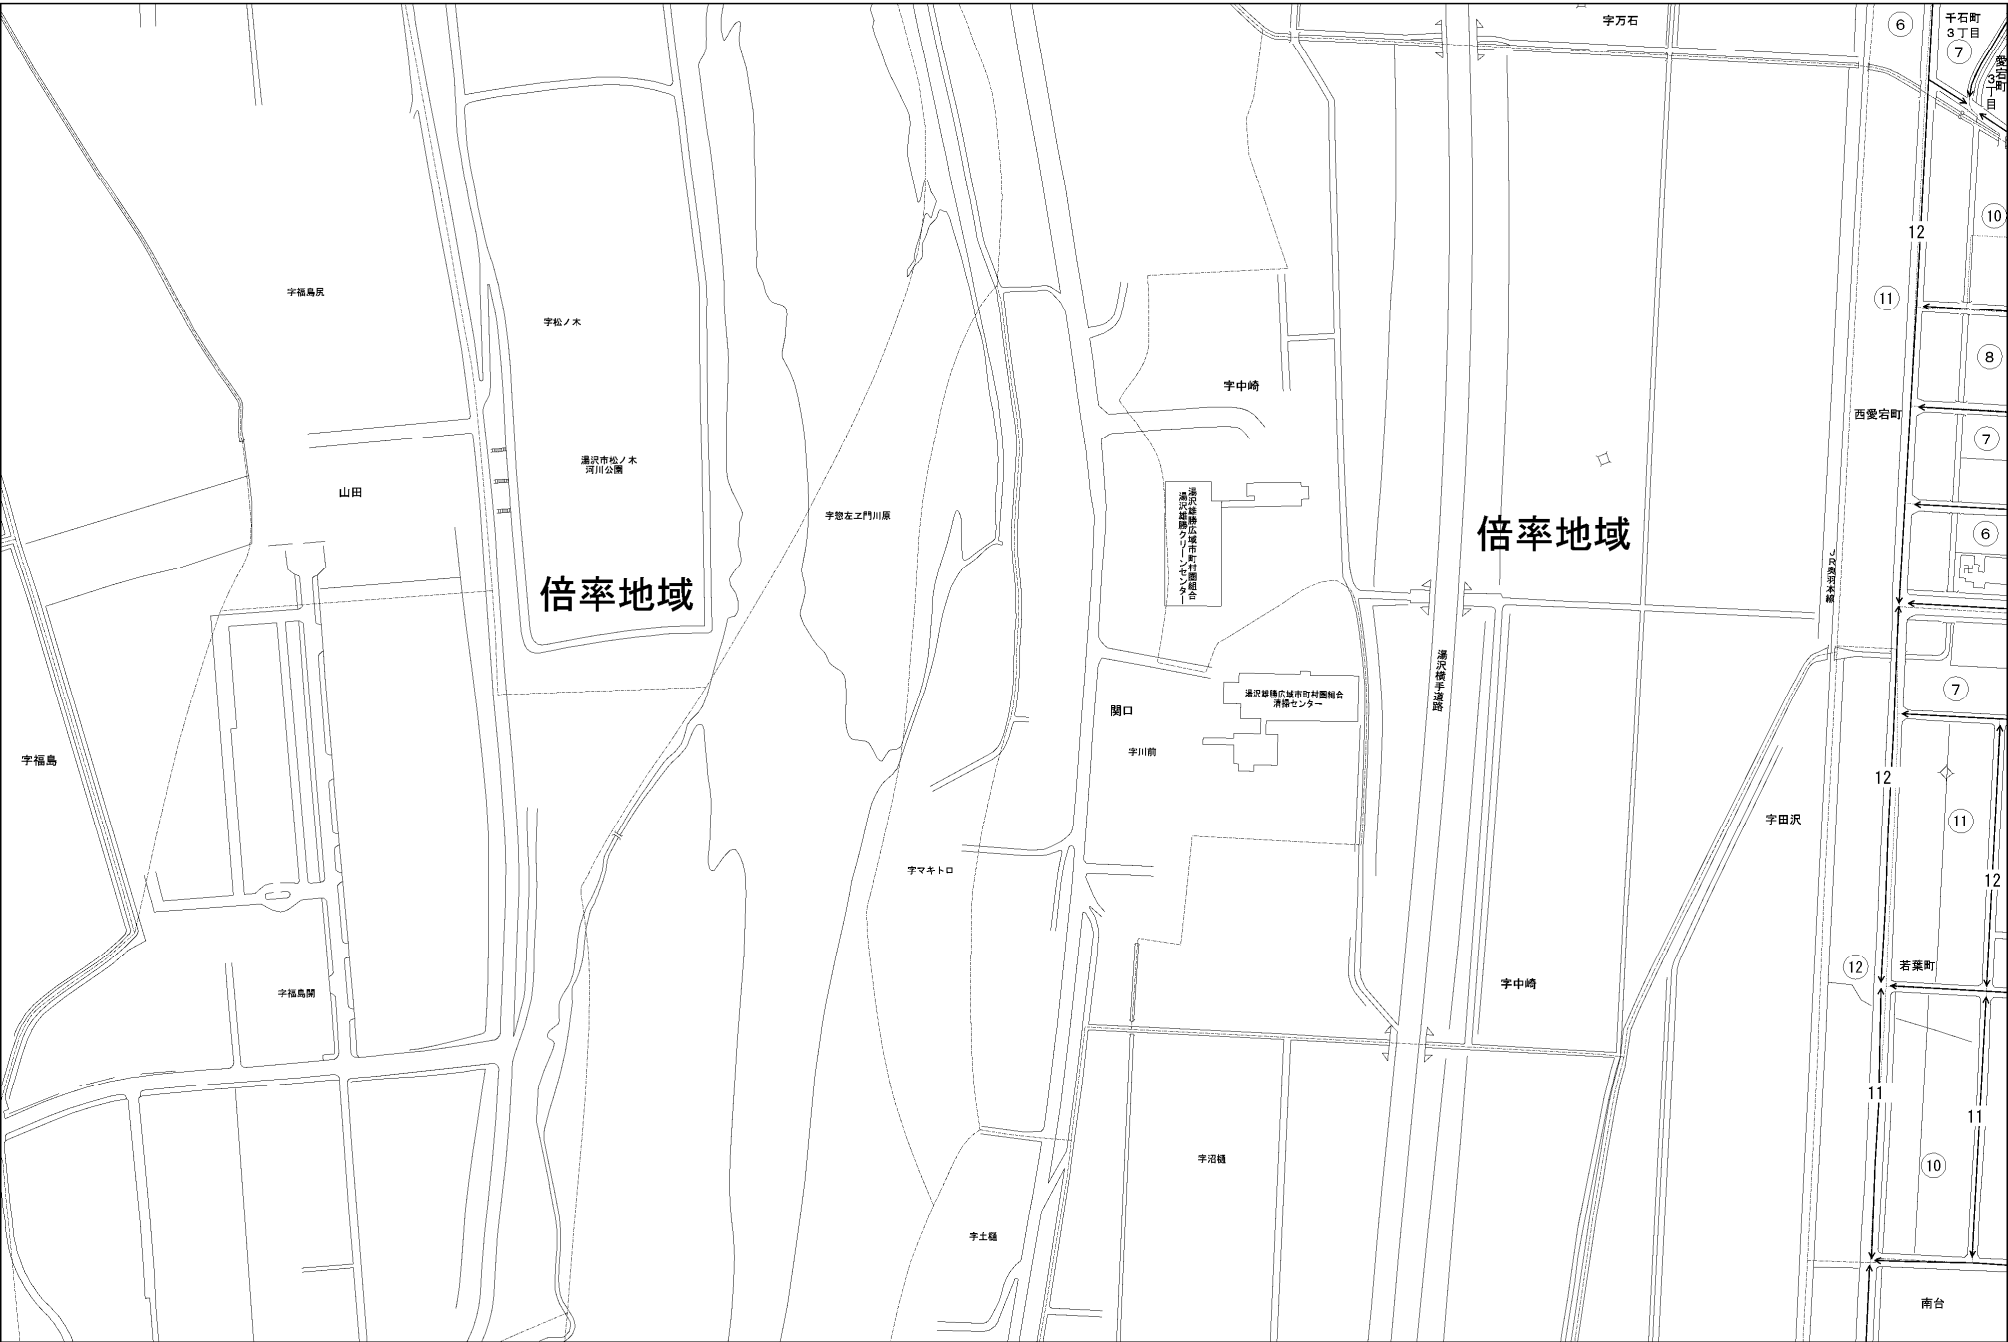 字万石
⑥
千石町
3丁目
⑦
愛宕町
3丁目
⑩
12
⑪
字福島尻
字松ノ木
⑧
字中崎
西愛宕町
⑦
湯沢市松ノ木
河川公園
山田
字惣左ヱ門川原
湯沢雄勝広域市町村圏組合
湯沢雄勝クリーンセンター
倍率地域
⑥
JR奥羽本線
倍率地域
湯沢横手道路
湯沢雄勝広域市町村圏組合
清掃センター
⑦
関口
字川前
字福島
12
字田沢
⑪
字マキトロ
12
若葉町
⑫
字中崎
字福島開
11
11
字沼樋
⑩
字土樋
南台